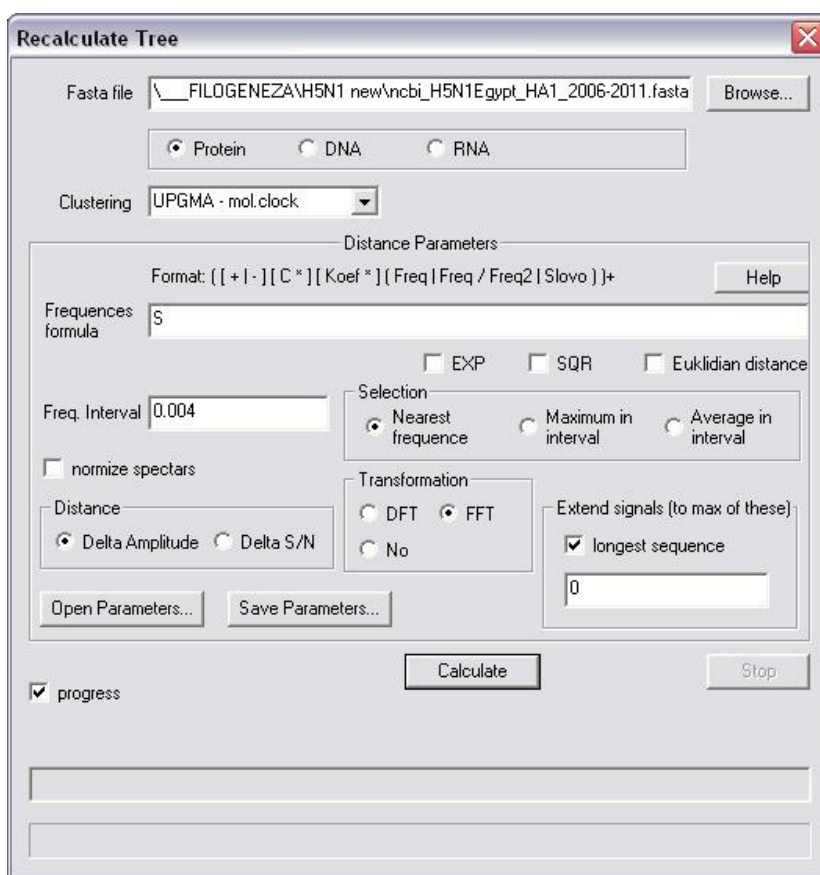 Recalculate Tree
Fasta file \___FILOGENEZA\H5N1 new\ncbi_H5N1Egypt_HA1_2006-2011.fasta Browse...
Protein DNA RNA
Clustering UPGMA - mol.clock
Distance Parameters
Format: ( [ + | - ] [ C * ] [ Koef * ] ( Freq | Freq / Freq2 | Slovo ) )+ Help
Frequences formula S
EXP SQR Euklidian distance
Freq. Interval 0.004
Selection
Nearest frequence Maximum in interval Average in interval
normize spectars
Distance
Delta Amplitude Delta S/N
Transformation
DFT FFT
No
Extend signals (to max of these)
longest sequence
0
Open Parameters... Save Parameters...
Calculate Stop
progress